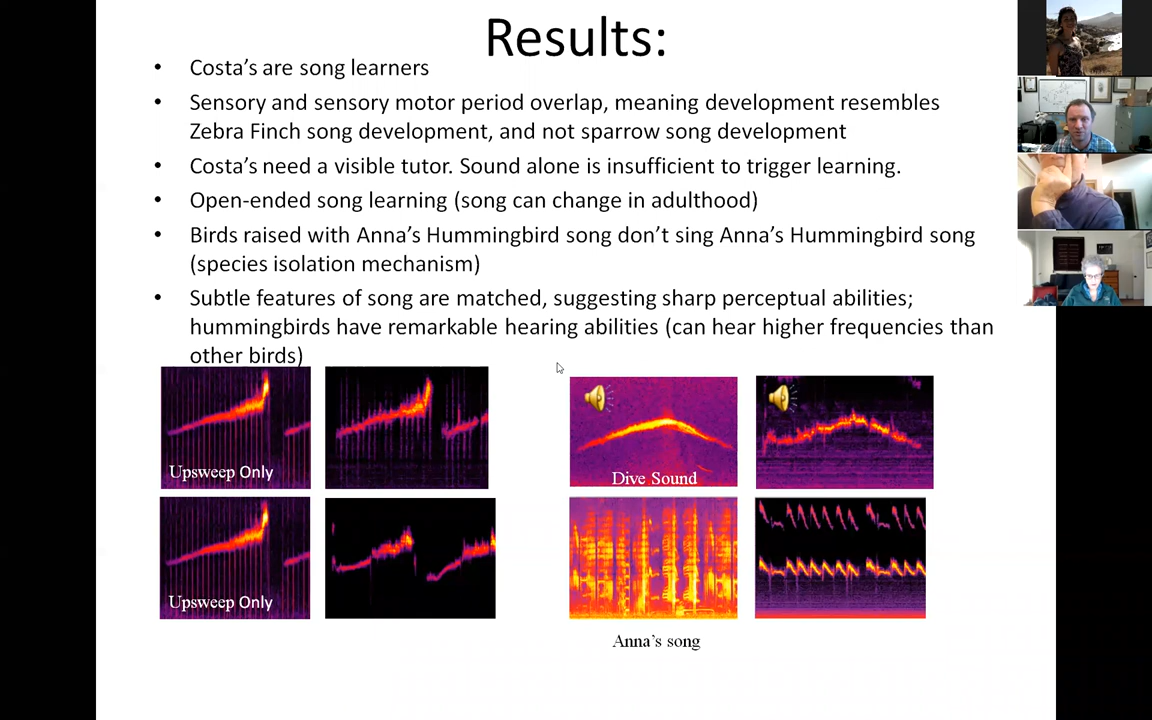 Results:
• Costa's are song learners
• Sensory and sensory motor period overlap, meaning development resembles
Zebra Finch song development, and not sparrow song development
• Costa's need a visible tutor. Sound alone is insufficient to trigger learning.
• Open-ended song learning (song can change in adulthood)
• Birds raised with Anna's Hummingbird song don't sing Anna's Hummingbird song
(species isolation mechanism)
• Subtle features of song are matched, suggesting sharp perceptual abilities;
hummingbirds have remarkable hearing abilities (can hear higher frequencies than
other birds)
Upsweep Only
Dive Sound
Upsweep Only
Anna's song